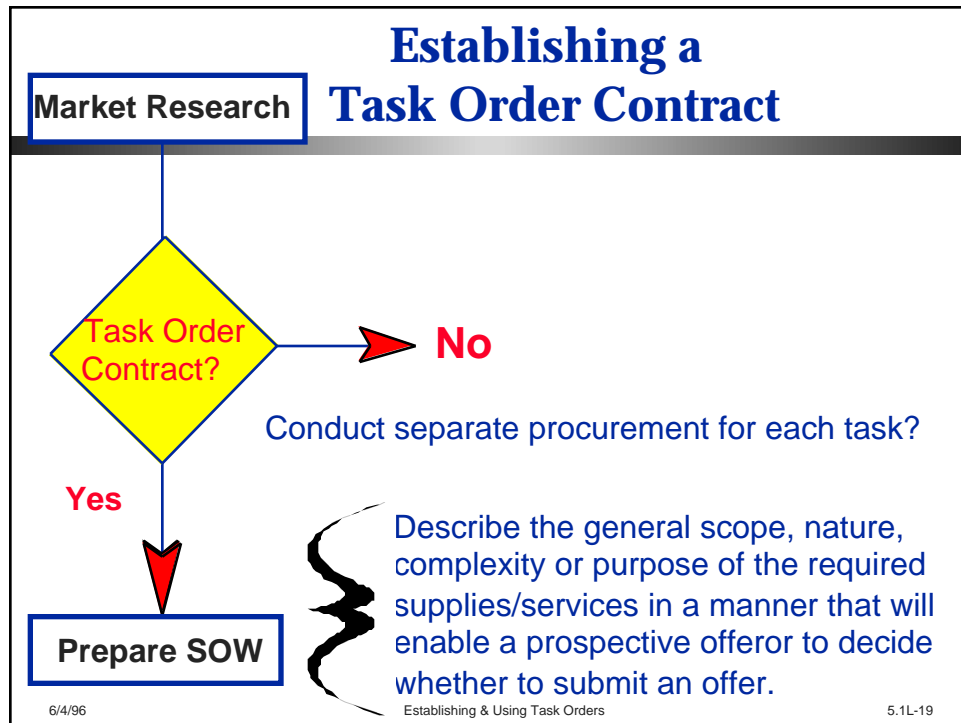 Establishing a
Task Order Contract
Market Research
Task Order
Contract?
No
Conduct separate procurement for each task?
Yes
Describe the general scope, nature,
complexity or purpose of the required
supplies/services in a manner that will
enable a prospective offeror to decide
whether to submit an offer.
Prepare SOW
6/4/96
Establishing & Using Task Orders
5.1L-19